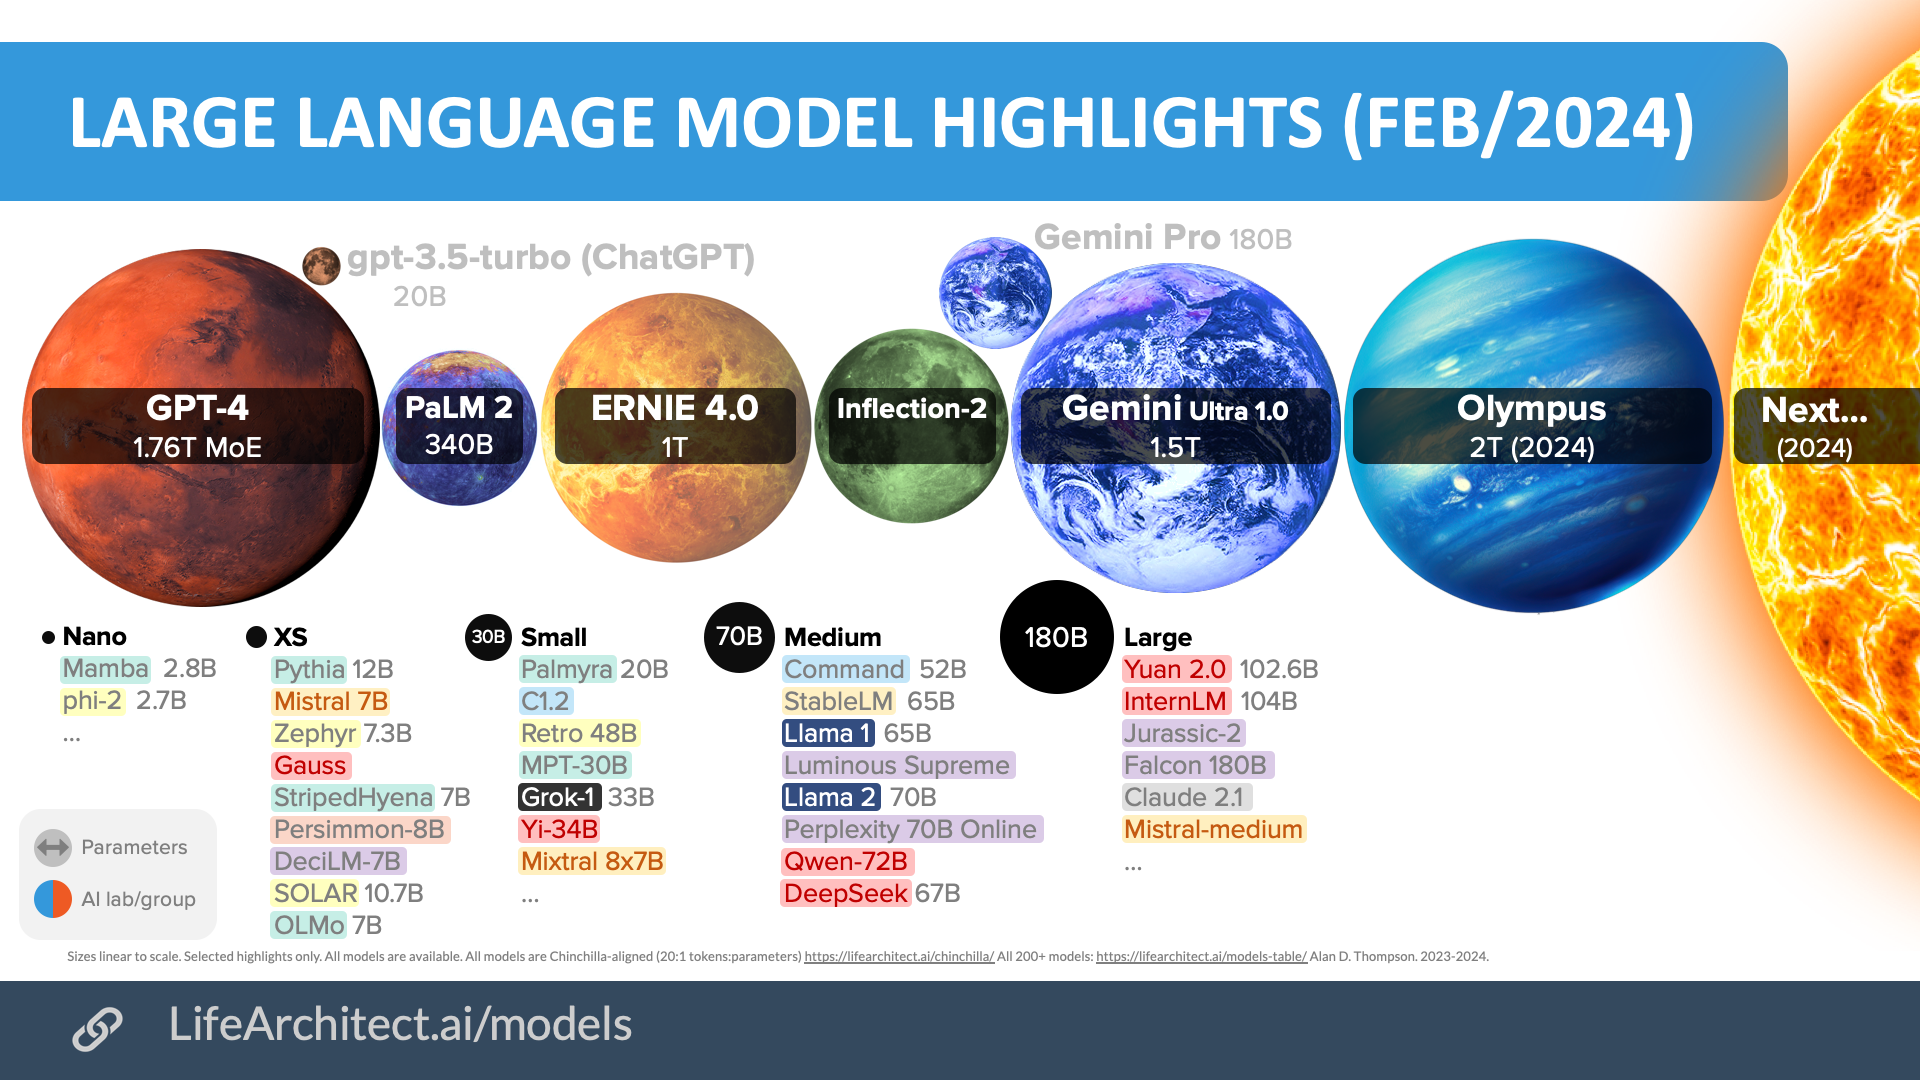 LARGE LANGUAGE MODEL HIGHLIGHTS (FEB/2024)
gpt-3.5-turbo (ChatGPT)
20B
Gemini Pro 180B
GPT-4
1.76T MoE
PaLM 2
340B
ERNIE 4.0
1T
Inflection-2
Gemini Ultra 1.0
1.5T
Olympus
2T (2024)
Next...
(2024)
Nano
Mamba 2.8B
phi-2 2.7B
...
XS
Pythia 12B
Mistral 7B
Zephyr 7.3B
Gauss
StripedHyena 7B
Persimmon-8B
DeciLM-7B
SOLAR 10.7B
OLMo 7B
30B Small
Palmyra 20B
C1.2
Retro 48B
MPT-30B
Grok-1 33B
Yi-34B
Mixtral 8x7B
...
70B Medium
Command 52B
StableLM 65B
Llama 1 65B
Luminous Supreme
Llama 2 70B
Perplexity 70B Online
Qwen-72B
DeepSeek 67B
180B Large
Yuan 2.0 102.6B
InternLM 104B
Jurassic-2
Falcon 180B
Claude 2.1
Mistral-medium
...
Parameters
AI lab/group
Sizes linear to scale. Selected highlights only. All models are available. All models are Chinchilla-aligned (20:1 tokens:parameters) https://lifearchitect.ai/chinchilla/ All 200+ models: https://lifearchitect.ai/models-table/ Alan D. Thompson. 2023-2024.
LifeArchitect.ai/models